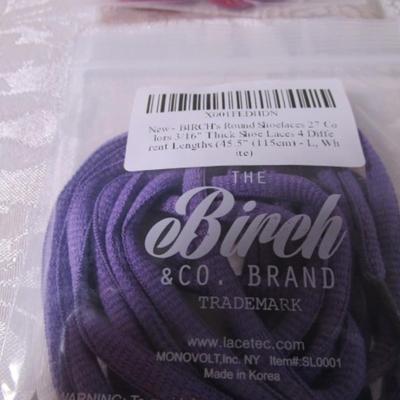 X001FEDHDN
New - BIRCH's Round Shoelaces 27 Co
lors 3/16" Thick Shoe Laces 4 Diffe
rent Lengths (45.5" (115cm) - L, Wh
ite)
THE
Birch
& CO. BRAND
TRADEMARK
www.lacetec.com
MONOVOLT,Inc. NY Item#:SL0001
Made in Korea
WARNING: